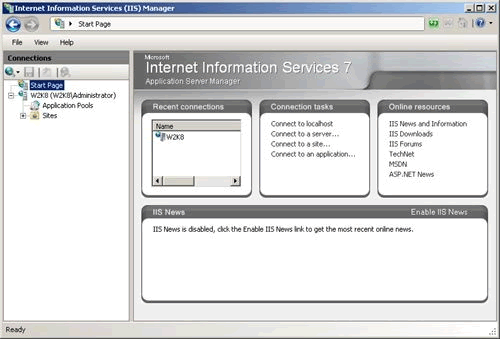 Internet Information Services (IIS) Manager
Start Page
File View Help
Connections
Start Page
W2K8 (W2K8\Administrator)
Application Pools
Sites
Microsoft
Internet Information Services 7
Application Server Manager
Recent connections
Name
W2K8
Connection tasks
Connect to localhost
Connect to a server...
Connect to a site...
Connect to an application...
Online resources
IIS News and Information
IIS Downloads
IIS Forums
TechNet
MSDN
ASP.NET News
IIS News
Enable IIS News
IIS News is disabled, click the Enable IIS News link to get the most recent online news.
Ready